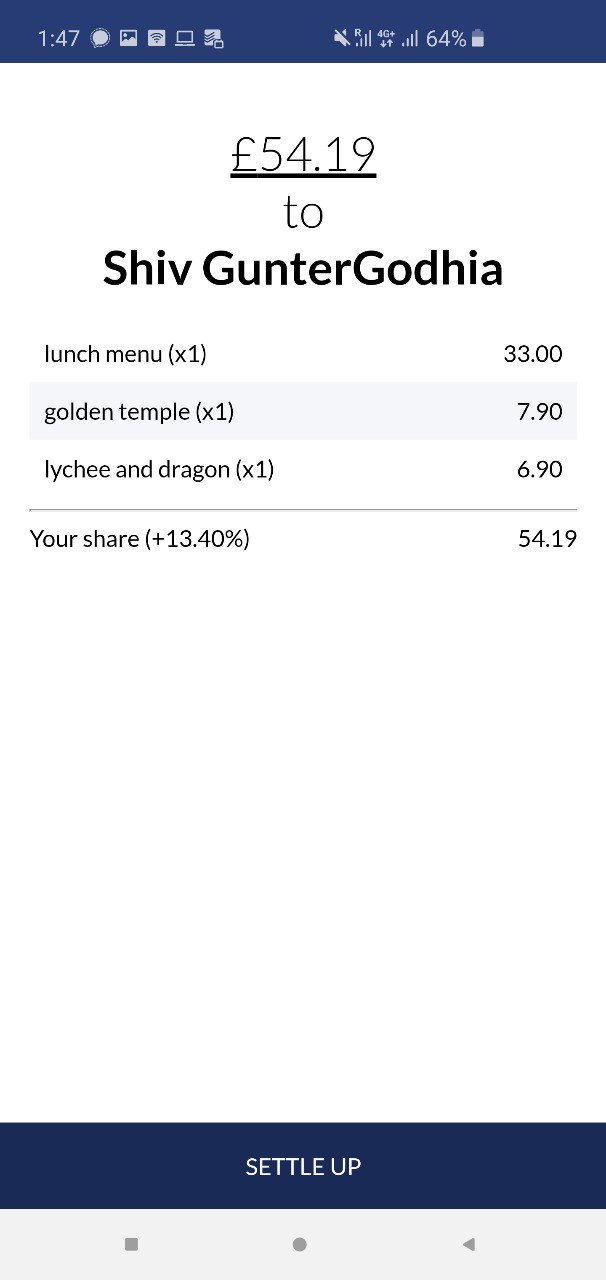 1:47 R 4G+ 64%
£54.19
to
Shiv GunterGodhia
lunch menu (x1) 33.00
golden temple (x1) 7.90
lychee and dragon (x1) 6.90
Your share (+13.40%) 54.19
SETTLE UP